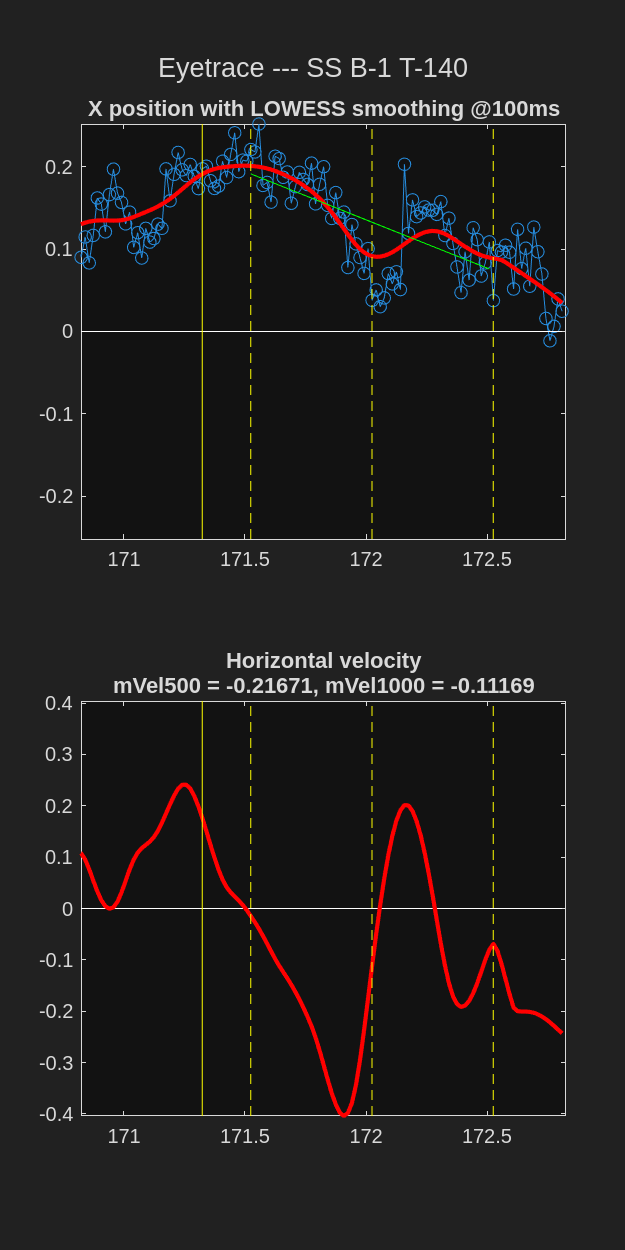 Eyetrace --- SS B-1 T-140
X position with LOWESS smoothing @100ms
0.2
0.1
0
-0.1
-0.2
171 171.5 172 172.5
Horizontal velocity
mVel500 = -0.21671, mVel1000 = -0.11169
0.4
0.3
0.2
0.1
0
-0.1
-0.2
-0.3
-0.4
171 171.5 172 172.5